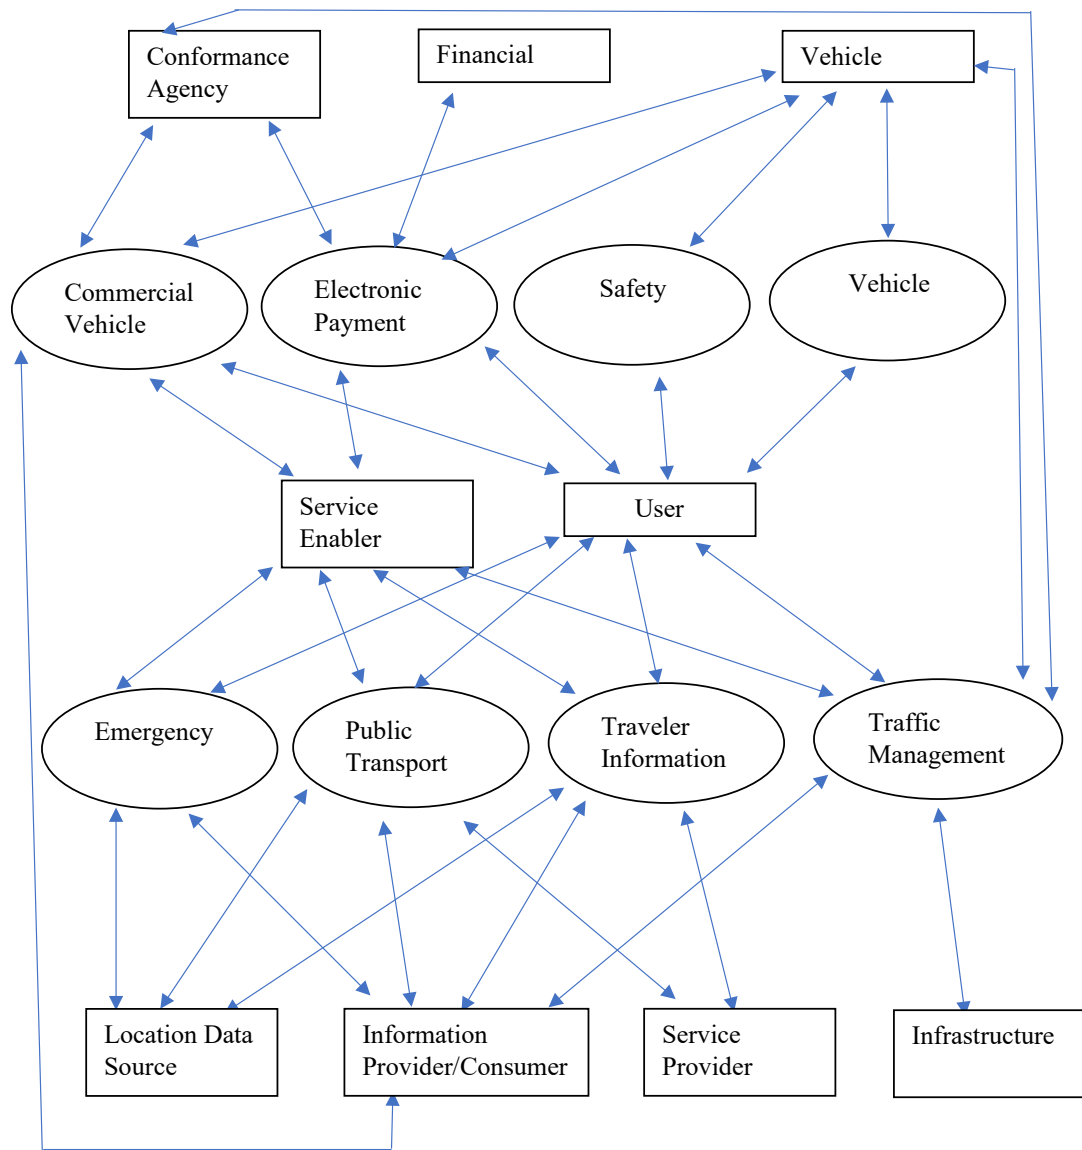 Conformance
Agency
Financial
Vehicle
Commercial
Vehicle
Electronic
Payment
Safety
Vehicle
Service
Enabler
User
Emergency
Public
Transport
Traveler
Information
Traffic
Management
Location Data
Source
Information
Provider/Consumer
Service
Provider
Infrastructure